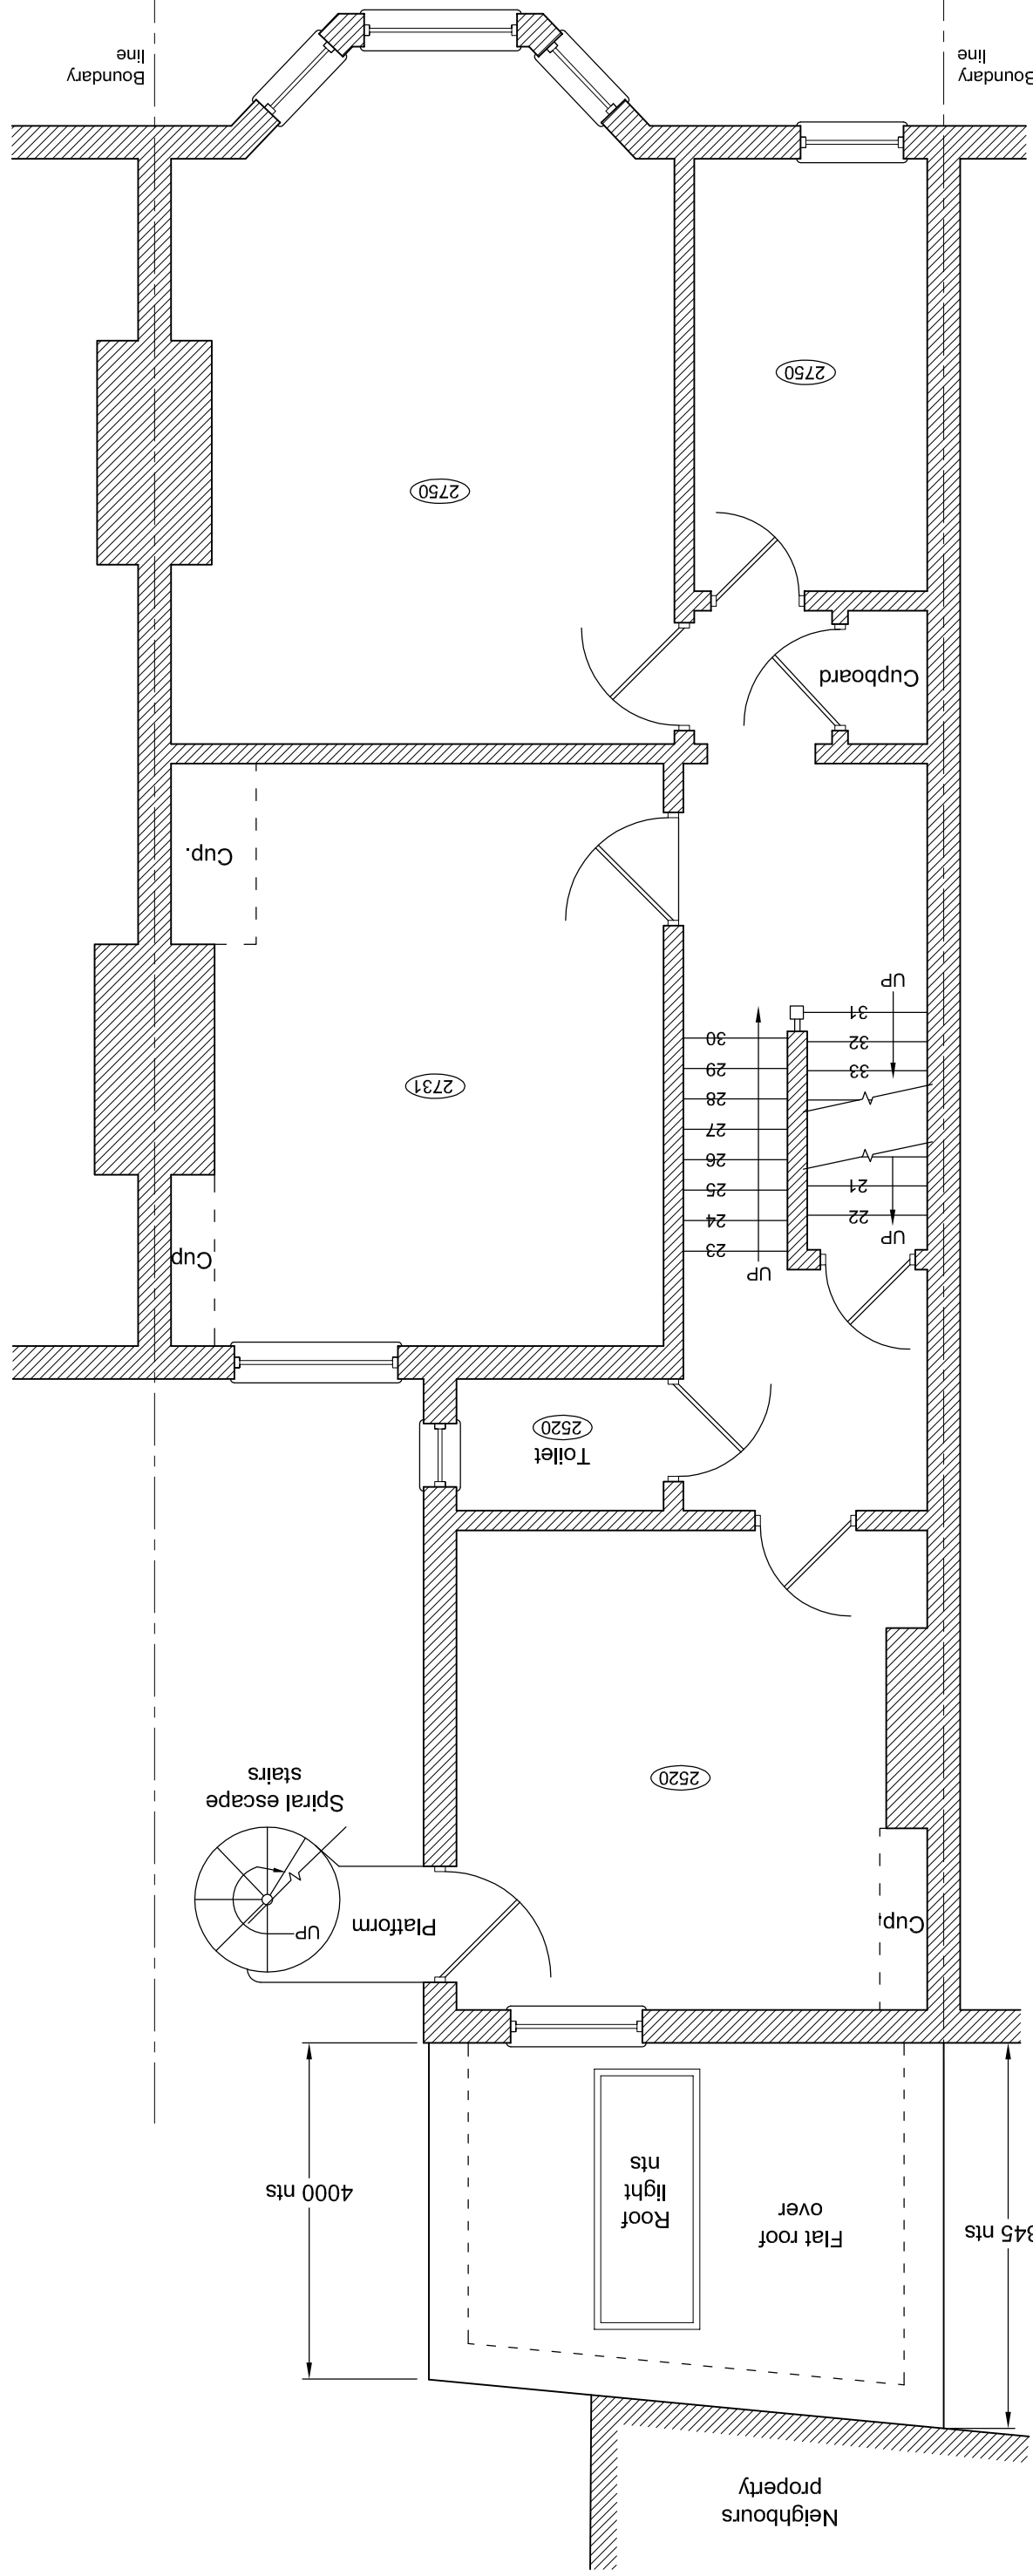 Neighbours
property
Flat roof
over
Roof
light
nts
nts
4000 nts
Cup.
Platform
UP
Spiral escape
stairs
2520
Toilet
2520
UP
22
21
33
32
31
UP
UP
23
24
25
26
27
28
29
30
Cup
2731
Cup.
Cupboard
2750
2750
Boundary
line
Boundary
line